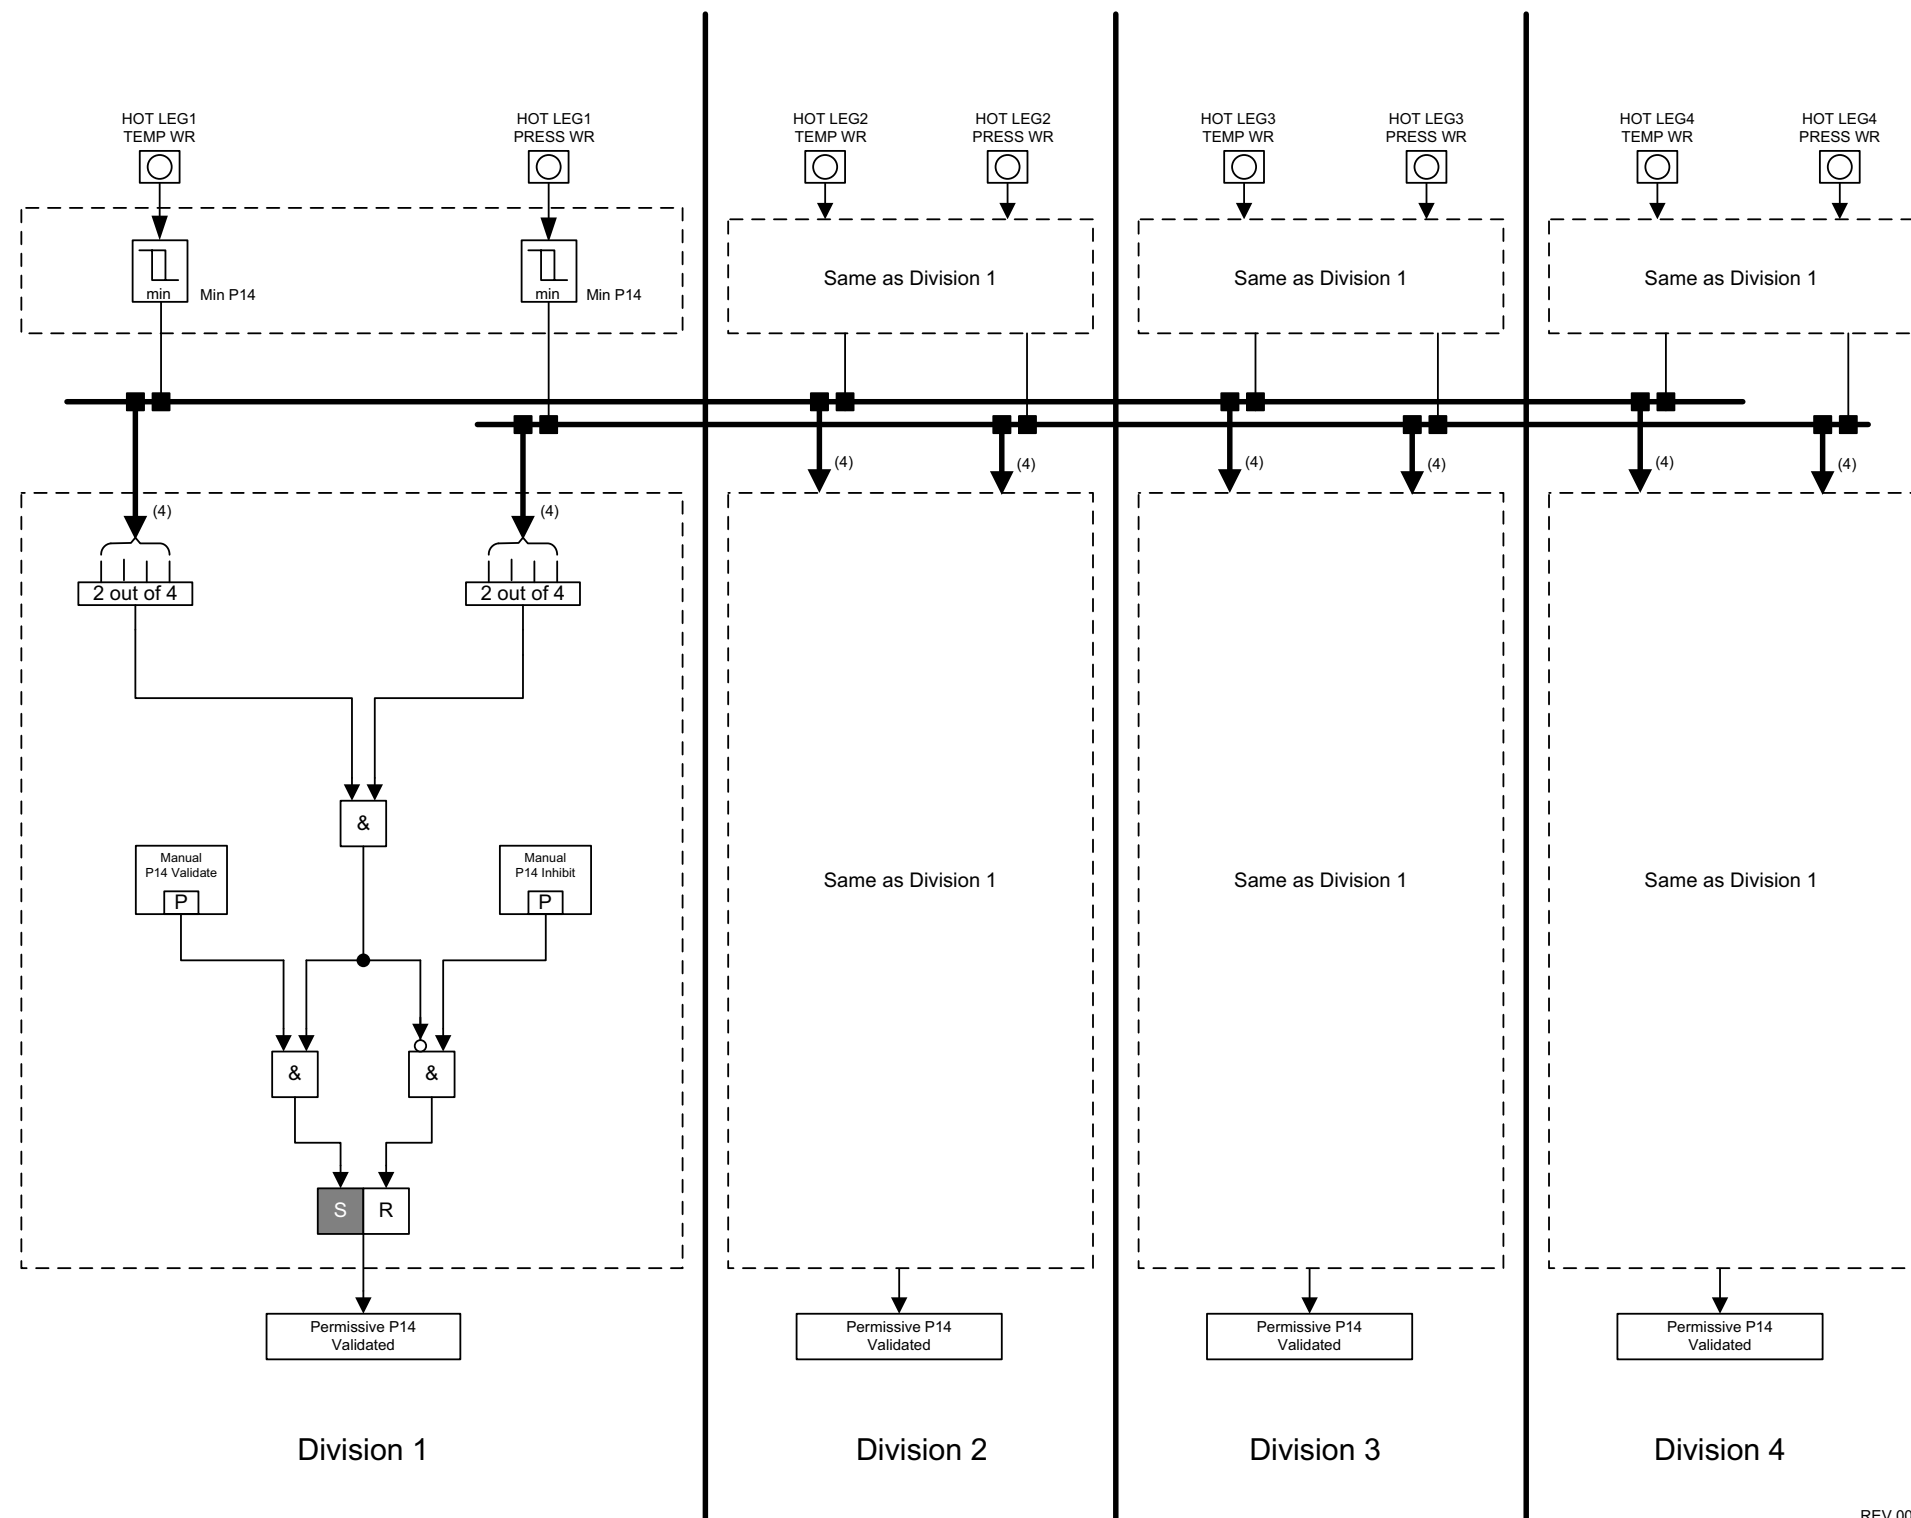 HOT LEG1
TEMP WR
HOT LEG1
PRESS WR
HOT LEG2
TEMP WR
HOT LEG2
PRESS WR
HOT LEG3
TEMP WR
HOT LEG3
PRESS WR
HOT LEG4
TEMP WR
HOT LEG4
PRESS WR
min
Min P14
min
Min P14
Same as Division 1
Same as Division 1
Same as Division 1
(4)
(4)
(4)
(4)
(4)
(4)
(4)
(4)
2 out of 4
2 out of 4
&
Manual
P14 Validate
P
Manual
P14 Inhibit
P
Same as Division 1
Same as Division 1
Same as Division 1
&
&
S
R
Permissive P14
Validated
Permissive P14
Validated
Permissive P14
Validated
Permissive P14
Validated
Division 1
Division 2
Division 3
Division 4
REV 00